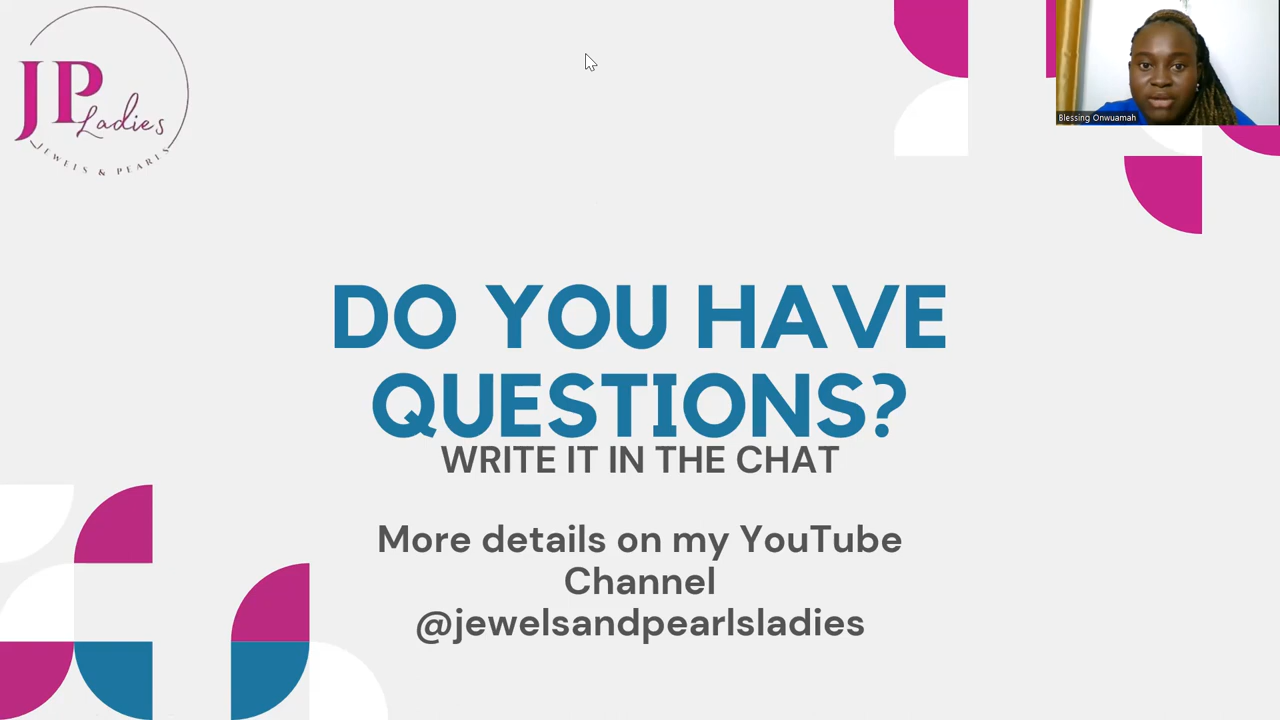 JP
Ladies
JEWELS & PEARLS
Blessing Onwuamah
DO YOU HAVE
QUESTIONS?
WRITE IT IN THE CHAT
More details on my YouTube
Channel
@jewelsandpearlsladies